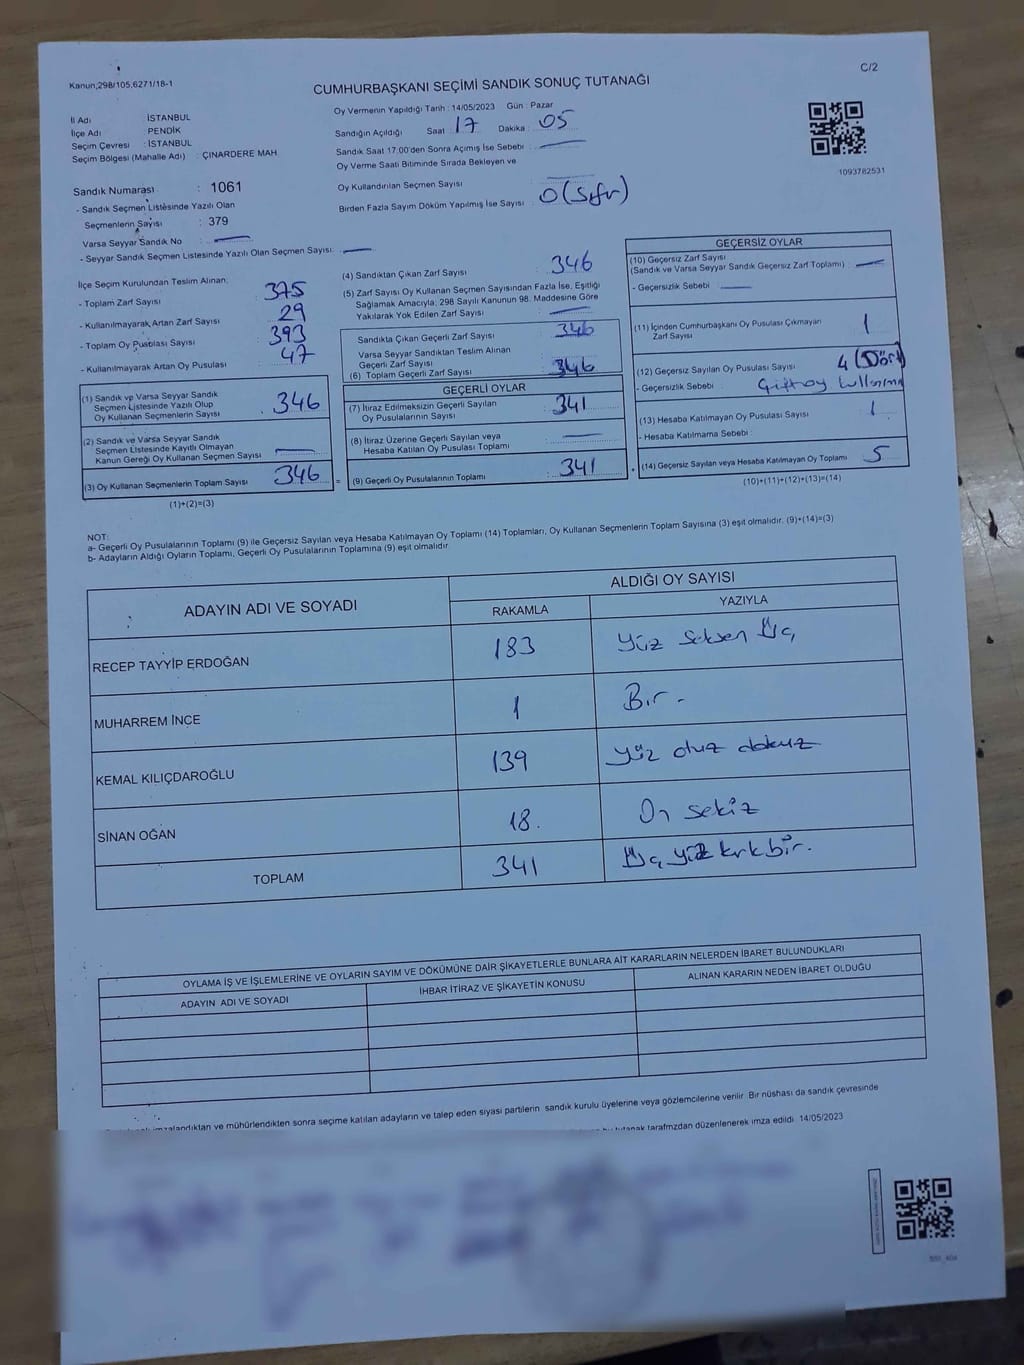 Kanun,298/105,6271/18-1
C/2
CUMHURBAŞKANI SEÇİMİ SANDIK SONUÇ TUTANAĞI
İl Adı : İSTANBUL
İlçe Adı : PENDİK
Seçim Çevresi : İSTANBUL
Seçim Bölgesi (Mahalle Adı) : ÇINARDERE MAH
Oy Vermenin Yapıldığı Tarih : 14/05/2023 Gün : Pazar
Sandığın Açıldığı Saat : 17 Dakika : 05
Sandık Saat 17:00'den Sonra Açımış İse Sebebi :
Oy Verme Saati Bitiminde Sırada Bekleyen ve
Oy Kullandırılan Seçmen Sayısı
Birden Fazla Sayım Döküm Yapılmış İse Sayısı : 0 (Sıfır)
1093782531
Sandık Numarası : 1061
- Sandık Seçmen Listesinde Yazılı Olan
Seçmenlerin Sayısı : 379
Varsa Seyyar Sandık No :
- Seyyar Sandık Seçmen Listesinde Yazılı Olan Seçmen Sayısı:
İlçe Seçim Kurulundan Teslim Alınan:
- Toplam Zarf Sayısı 375
- Kullanılmayarak Artan Zarf Sayısı 29
- Toplam Oy Pusulası Sayısı 393
- Kullanılmayarak Artan Oy Pusulası 47
(1) Sandık ve Varsa Seyyar Sandık
Seçmen Listesinde Yazılı Olup
Oy Kullanan Seçmenlerin Sayısı 346
(2) Sandık ve Varsa Seyyar Sandık
Seçmen Listesinde Kayıtlı Olmayan
Kanun Gereği Oy Kullanan Seçmen Sayısı
(3) Oy Kullanan Seçmenlerin Toplam Sayısı 346 =
(1)+(2)=(3)
(4) Sandıktan Çıkan Zarf Sayısı 346
(5) Zarf Sayısı Oy Kullanan Seçmen Sayısından Fazla İse, Eşitliği
Sağlamak Amacıyla; 298 Sayılı Kanunun 98. Maddesine Göre
Yakılarak Yok Edilen Zarf Sayısı
Sandıkta Çıkan Geçerli Zarf Sayısı 346
Varsa Seyyar Sandıktan Teslim Alınan
Geçerli Zarf Sayısı
(6) Toplam Geçerli Zarf Sayısı 346
GEÇERLİ OYLAR
(7) İtiraz Edilmeksizin Geçerli Sayılan
Oy Pusulalarının Sayısı 341
(8) İtiraz Üzerine Geçerli Sayılan veya
Hesaba Katılan Oy Pusulası Toplamı
(9) Geçerli Oy Pusulalarının Toplamı : 341
GEÇERSİZ OYLAR
(10) Geçersiz Zarf Sayısı
(Sandık ve Varsa Seyyar Sandık Geçersiz Zarf Toplamı) :
- Geçersizlik Sebebi :
(11) İçinden Cumhurbaşkanı Oy Pusulası Çıkmayan
Zarf Sayısı 1
(12) Geçersiz Sayılan Oy Pusulası Sayısı : 4 (Dört)
- Geçersizlik Sebebi :
(13) Hesaba Katılmayan Oy Pusulası Sayısı : 1
- Hesaba Katılmama Sebebi :
(14) Geçersiz Sayılan veya Hesaba Katılmayan Oy Toplamı 5
(10)+(11)+(12)+(13)=(14)
NOT:
a- Geçerli Oy Pusulalarının Toplamı (9) ile Geçersiz Sayılan veya Hesaba Katılmayan Oy Toplamı (14) Toplamları, Oy Kullanan Seçmenlerin Toplam Sayısına (3) eşit olmalıdır. (9)+(14)=(3)
b- Adayların Aldığı Oyların Toplamı, Geçerli Oy Pusulalarının Toplamına (9) eşit olmalıdır.
ADAYIN ADI VE SOYADI
ALDIĞI OY SAYISI
RAKAMLA YAZIYLA
RECEP TAYYİP ERDOĞAN 183 Yüz Seksen Üç
MUHARREM İNCE 1 Bir.
KEMAL KILIÇDAROĞLU 139 Yüz otuz dokuz
SİNAN OĞAN 18. On sekiz
TOPLAM 341 Üç yüz kırk bir.
OYLAMA İŞ VE İŞLEMLERİNE VE OYLARIN SAYIM VE DÖKÜMÜNE DAİR ŞİKAYETLERLE BUNLARA AİT KARARLARIN NELERDEN İBARET BULUNDUKLARI
ADAYIN ADI VE SOYADI
İHBAR İTİRAZ VE ŞİKAYETİN KONUSU
ALINAN KARARIN NEDEN İBARET OLDUĞU
imzalandıktan ve mühürlendikten sonra seçime katılan adayların ve talep eden siyasi partilerin sandık kurulu üyelerine veya gözlemcilerine verilir. Bir nüshası da sandık çevresinde
bu tutanak tarafımızdan düzenlenerek imza edildi. 14/05/2023